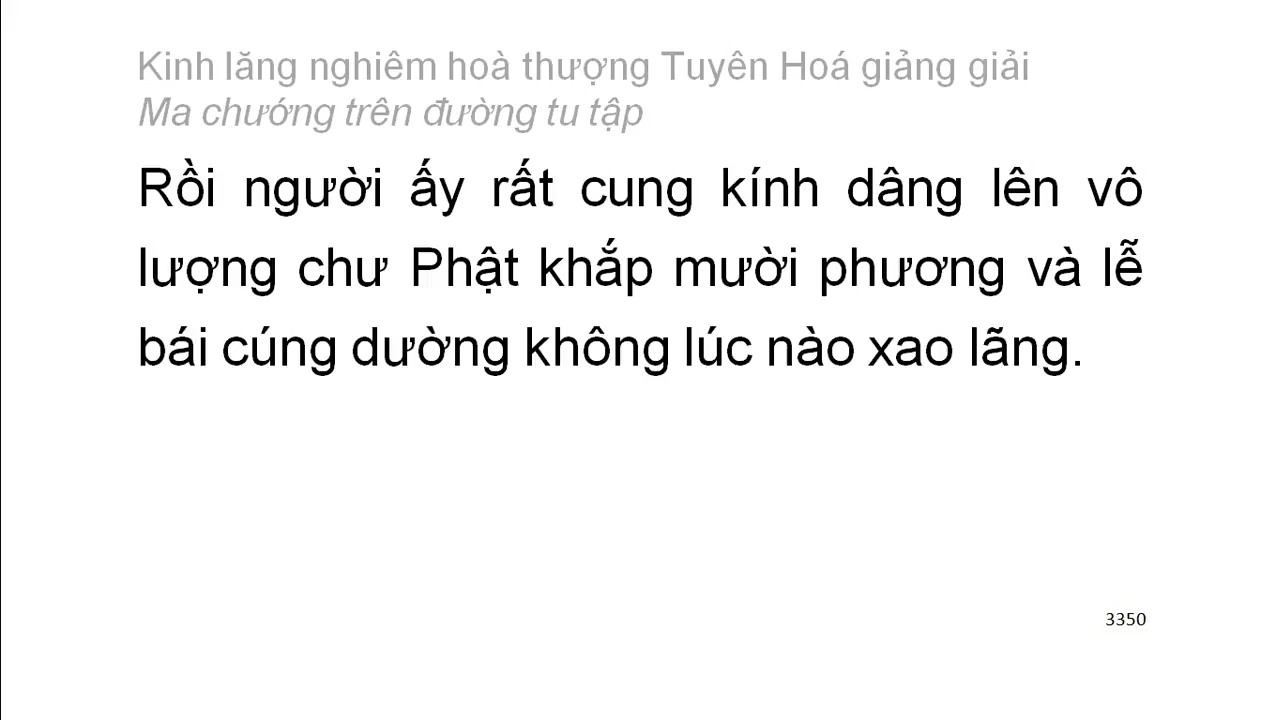 Kinh lăng nghiêm hoà thượng Tuyên Hoá giảng giải
Ma chướng trên đường tu tập
Rồi người ấy rất cung kính dâng lên vô
lượng chư Phật khắp mười phương và lễ
bái cúng dường không lúc nào xao lãng.
3350